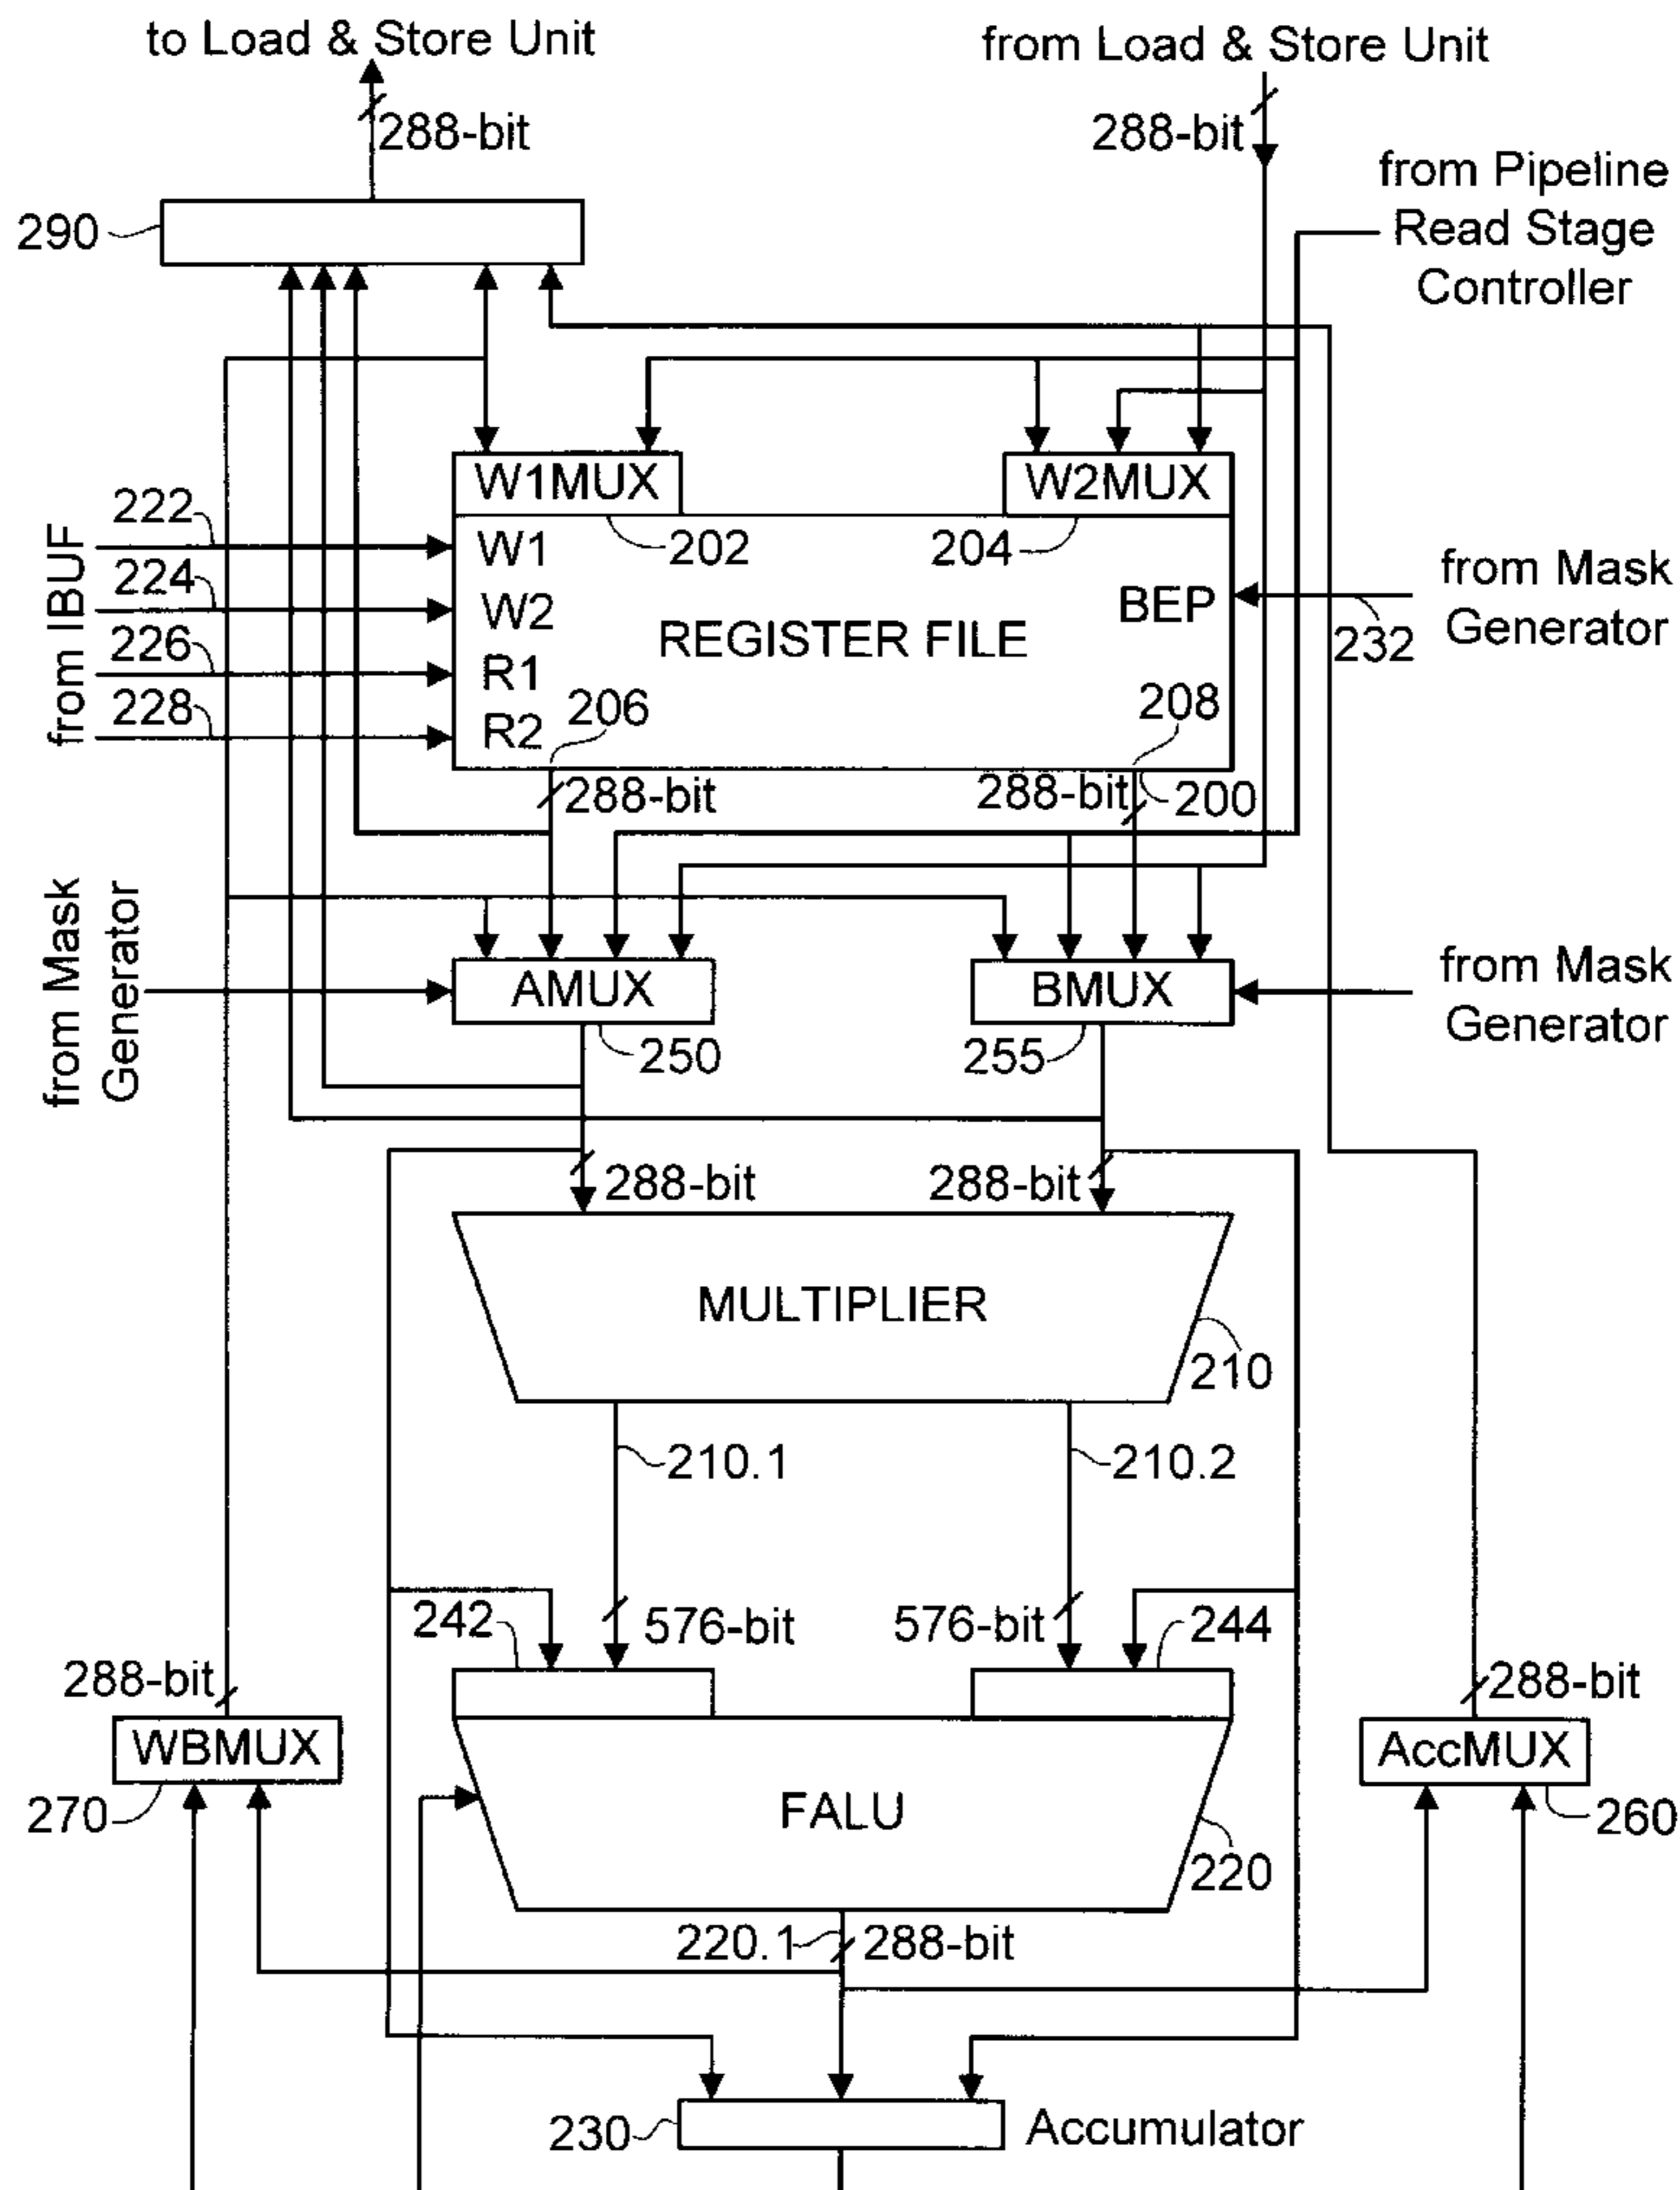 to Load & Store Unit
from Load & Store Unit
288-bit
288-bit
from Pipeline
Read Stage
Controller
290
W1MUX
W2MUX
222
202
204
from IBUF
W1
224
W2
BEP
from Mask
Generator
REGISTER FILE
232
226
R1
228
R2
206
208
288-bit
288-bit
200
from Mask
Generator
AMUX
BMUX
from Mask
Generator
250
255
288-bit
288-bit
MULTIPLIER
210
210.1
210.2
242
576-bit
576-bit
244
288-bit
288-bit
WBMUX
AccMUX
270
FALU
260
220
220.1
288-bit
230
Accumulator